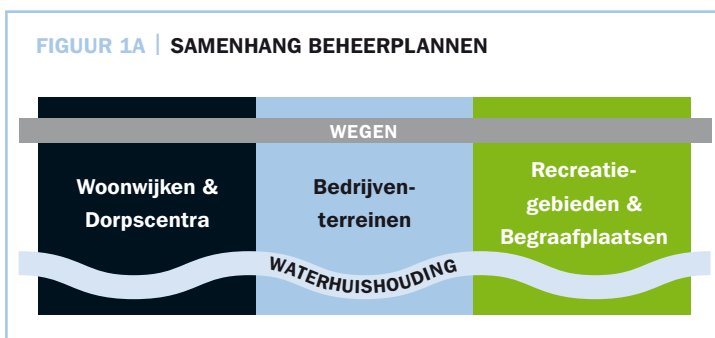 FIGUUR 1A | SAMENHANG BEHEERPLANNEN
WEGEN
Woonwijken &
Dorpscentra
Bedrijven-
terreinen
Recreatie-
gebieden &
Begraafplaatsen
WATERHUISHOUDING